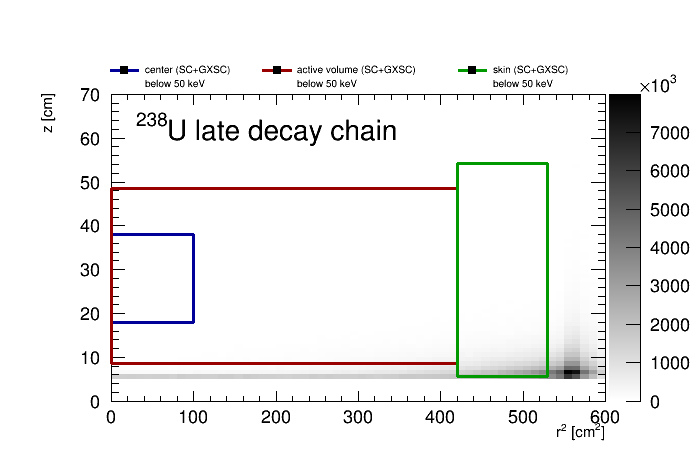 center (SC+GXSC)
below 50 keV
active volume (SC+GXSC)
below 50 keV
skin (SC+GXSC)
below 50 keV
z [cm]
²³⁸U late decay chain
70
60
50
40
30
20
10
0
0 100 200 300 400 500 600
r² [cm²]
×10³
7000
6000
5000
4000
3000
2000
1000
0